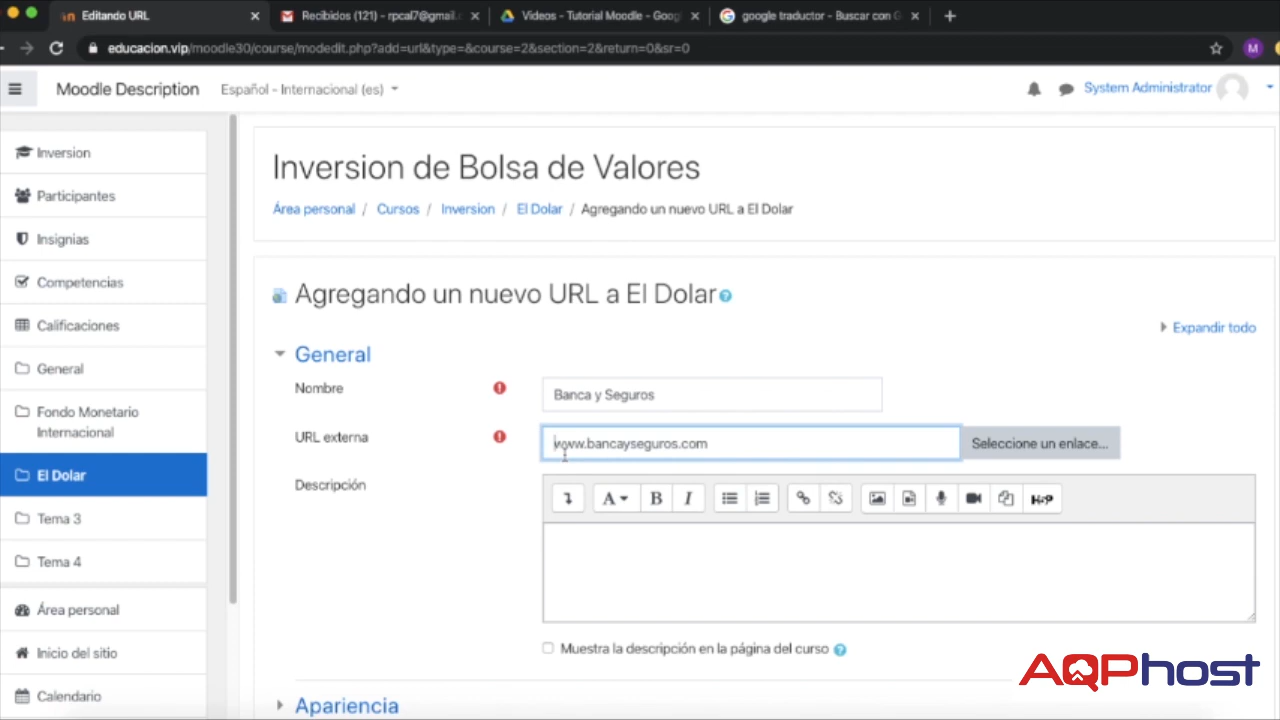 Editando URL
Recibidos (121) - rpcal7@gmail.c
Videos - Tutorial Moodle - Goog
google traductor - Buscar con G
educacion.vip/moodle30/course/modedit.php?add=url&type=&course=2&section=2&return=0&sr=0
M
Moodle Description
Español - Internacional (es)
System Administrator
Inversion
Participantes
Insignias
Competencias
Calificaciones
General
Fondo Monetario
Internacional
El Dolar
Tema 3
Tema 4
Área personal
Inicio del sitio
Calendario
Inversion de Bolsa de Valores
Área personal / Cursos / Inversion / El Dolar / Agregando un nuevo URL a El Dolar
Agregando un nuevo URL a El Dolar
Expandir todo
General
Nombre
Banca y Seguros
URL externa
www.bancayseguros.com
Seleccione un enlace...
Descripción
A B I
H-P
Muestra la descripción en la página del curso
Apariencia
AQPhost